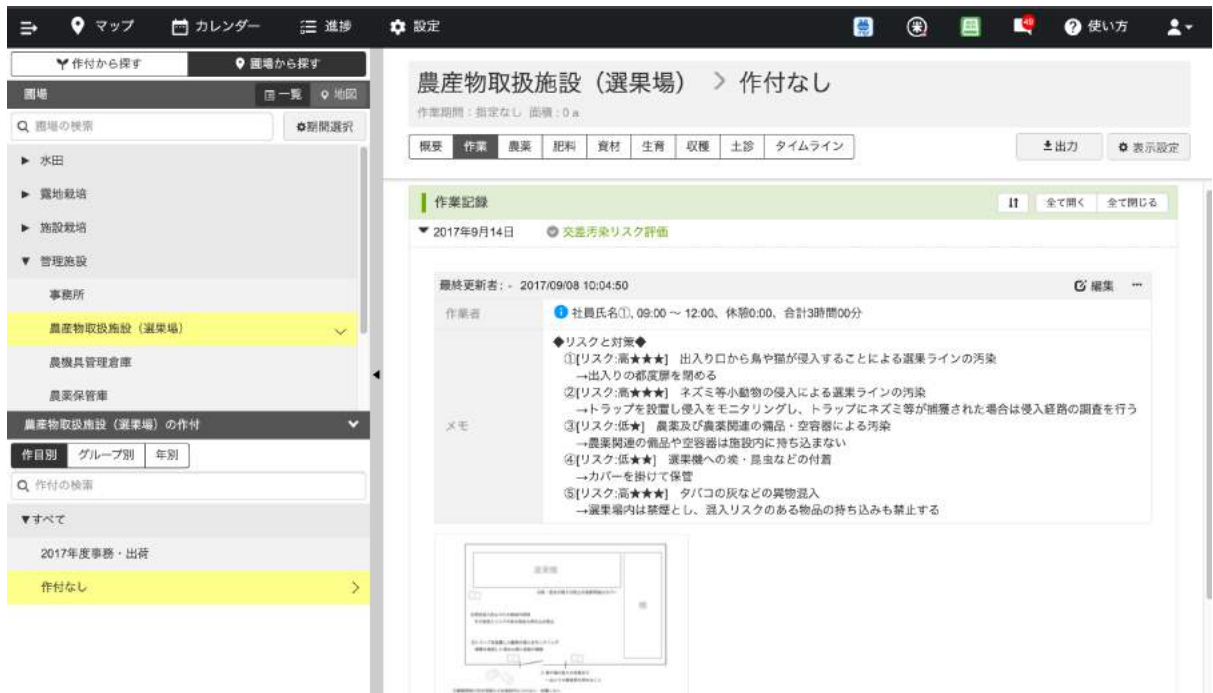 マップ カレンダー 進捗 設定 49 使い方
作付から探す 圃場から探す
圃場 一覧 地図
圃場の検索 期間選択
▶ 水田
▶ 露地栽培
▶ 施設栽培
▼ 管理施設
事務所
農産物取扱施設（選果場）
農機具管理倉庫
農薬保管庫
農産物取扱施設（選果場）の作付
作目別 グループ別 年別
作付の検索
▼すべて
2017年度事務・出荷
作付なし
農産物取扱施設（選果場） > 作付なし
作業期間：指定なし 面積：0 a
概要 作業 農薬 肥料 資材 生育 収穫 土診 タイムライン 出力 表示設定
作業記録 全て開く 全て閉じる
▼ 2017年9月14日 交差汚染リスク評価
最終更新者： - 2017/09/08 10:04:50 編集 …
作業者 社員氏名①, 09:00 ～ 12:00、休憩0:00、合計3時間00分
メモ
◆リスクと対策◆
①[リスク:高★★★] 出入り口から鳥や猫が侵入することによる選果ラインの汚染
→出入りの都度扉を閉める
②[リスク:高★★★] ネズミ等小動物の侵入による選果ラインの汚染
→トラップを設置し侵入をモニタリングし、トラップにネズミ等が捕獲された場合は侵入経路の調査を行う
③[リスク:低★] 農薬及び農薬関連の備品・空容器による汚染
→農薬関連の備品や空容器は施設内に持ち込まない
④[リスク:低★★] 選果機への埃・昆虫などの付着
→カバーを掛けて保管
⑤[リスク:高★★★] タバコの灰などの異物混入
→選果場内は禁煙とし、混入リスクのある物品の持ち込みも禁止する
選果機
棚